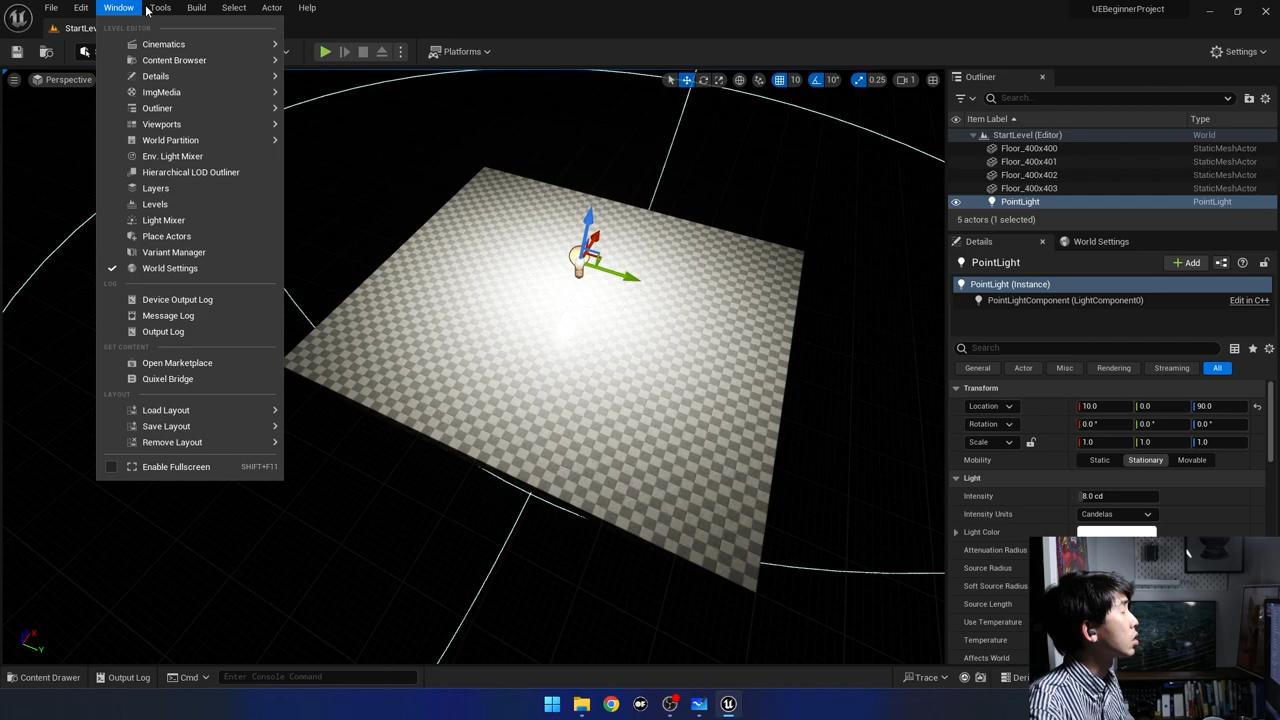 File Edit Window Tools Build Select Actor Help
UEBeginnerProject
StartLev
Platforms
Settings
LEVEL EDITOR
Cinematics
Content Browser
Details
ImgMedia
Outliner
Viewports
World Partition
Env. Light Mixer
Hierarchical LOD Outliner
Layers
Levels
Light Mixer
Place Actors
Variant Manager
World Settings
LOG
Device Output Log
Message Log
Output Log
GET CONTENT
Open Marketplace
Quixel Bridge
LAYOUT
Load Layout
Save Layout
Remove Layout
Enable Fullscreen SHIFT+F11
Perspective
10 10° 0.25 1
X
Y
Outliner
Search...
Item Label Type
StartLevel (Editor) World
Floor_400x400 StaticMeshActor
Floor_400x401 StaticMeshActor
Floor_400x402 StaticMeshActor
Floor_400x403 StaticMeshActor
PointLight PointLight
5 actors (1 selected)
Details World Settings
PointLight Add
PointLight (Instance)
PointLightComponent (LightComponent0) Edit in C++
Search
General Actor Misc Rendering Streaming All
Transform
Location 10.0 0.0 90.0
Rotation 0.0° 0.0° 0.0°
Scale 1.0 1.0 1.0
Mobility Static Stationary Movable
Light
Intensity 8.0 cd
Intensity Units Candelas
Light Color
Attenuation Radius
Source Radius
Soft Source Radius
Source Length
Use Temperature
Temperature
Affects World
Content Drawer Output Log Cmd Enter Console Command Trace Deri